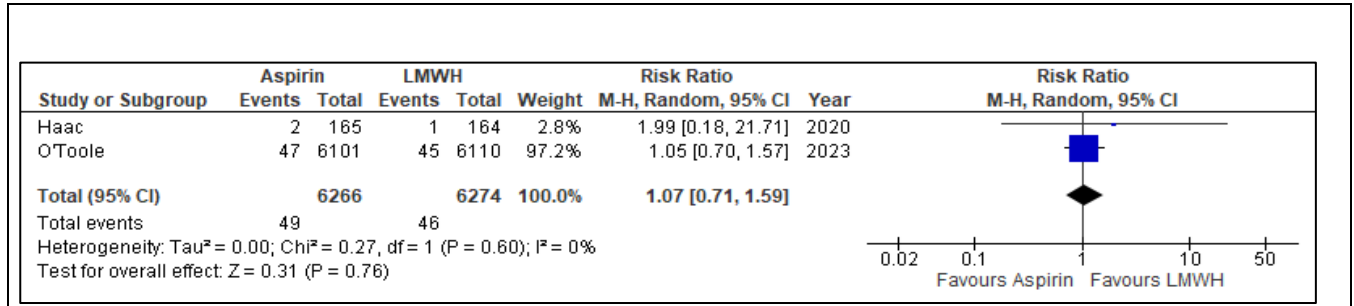 Aspirin LMWH Risk Ratio Risk Ratio
Study or Subgroup Events Total Events Total Weight M-H, Random, 95% CI Year M-H, Random, 95% CI
Haac 2 165 1 164 2.8% 1.99 [0.18, 21.71] 2020
O'Toole 47 6101 45 6110 97.2% 1.05 [0.70, 1.57] 2023
Total (95% CI) 6266 6274 100.0% 1.07 [0.71, 1.59]
Total events 49 46
Heterogeneity: Tau² = 0.00; Chi² = 0.27, df = 1 (P = 0.60); I² = 0%
Test for overall effect: Z = 0.31 (P = 0.76)
0.02 0.1 1 10 50
Favours Aspirin Favours LMWH